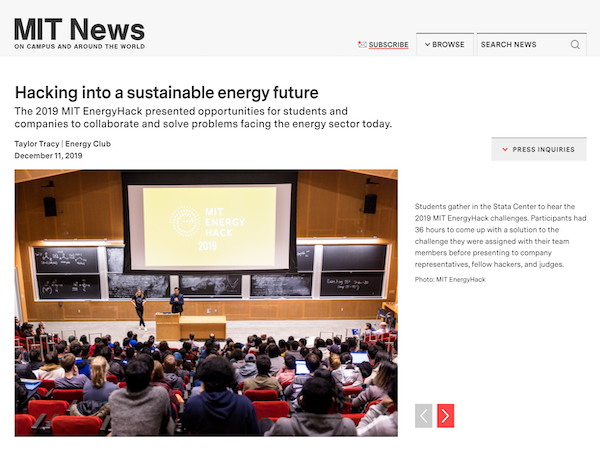 MIT News
ON CAMPUS AND AROUND THE WORLD
SUBSCRIBE
BROWSE
SEARCH NEWS
Hacking into a sustainable energy future
The 2019 MIT EnergyHack presented opportunities for students and
companies to collaborate and solve problems facing the energy sector today.
Taylor Tracy | Energy Club
December 11, 2019
PRESS INQUIRIES
MIT
ENERGY
HACK
2019
Students gather in the Stata Center to hear the
2019 MIT EnergyHack challenges. Participants had
36 hours to come up with a solution to the
challenge they were assigned with their team
members before presenting to company
representatives, fellow hackers, and judges.
Photo: MIT EnergyHack